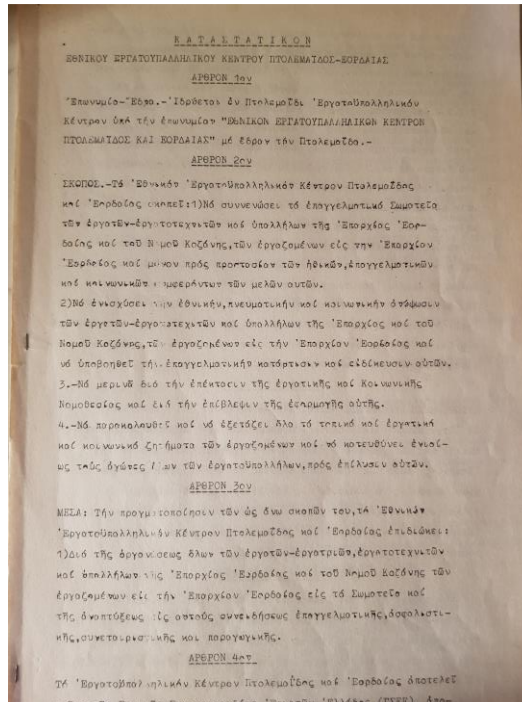 Κ Α Τ Α Σ Τ Α Τ Ι Κ Ο Ν
ΕΘΝΙΚΟΥ ΕΡΓΑΤΟΥΠΑΛΛΗΛΙΚΟΥ ΚΕΝΤΡΟΥ ΠΤΟΛΕΜΑΪΔΟΣ-ΕΟΡΔΑΙΑΣ
ΑΡΘΡΟΝ 1ον
Ἐπωνυμία-Ἕδρα.-Ἱδρύεται ἐν Πτολεμαΐδι Ἐργατοϋπαλληλικόν
Κέντρον ὑπό τήν ἐπωνυμίαν "ΕΘΝΙΚΟΝ ΕΡΓΑΤΟΥΠΑΛΛΗΛΙΚΟΝ ΚΕΝΤΡΟΝ
ΠΤΟΛΕΜΑΪΔΟΣ ΚΑΙ ΕΟΡΔΑΙΑΣ" μέ ἕδραν τήν Πτολεμαΐδα.-
ΑΡΘΡΟΝ 2ον
ΣΚΟΠΟΣ.-Τό Ἐθνικόν Ἐργατοϋπαλληλικόν Κέντρον Πτολεμαΐδας
καί Ἐορδαίας σκοπεῖ:1)Νά συνενώσει τά ἐπαγγελματικά Σωματεῖα
τῶν ἐργατῶν-ἐργατοτεχνιτῶν καί ὑπαλλήλων τῆς Ἐπαρχίας Ἐορ-
δαίας καί τοῦ Νομοῦ Κοζάνης,τῶν ἐργαζομένων εἰς την Ἐπαρχίαν
Ἐορδαίας καί μόνον πρός προστασίαν τῶν ἠθικῶν,ἐπαγγελματικῶν
καί κοινωνικῶν συμφερόντων τῶν μελῶν αὐτῶν.
2)Νά ἐνισχύσει τήν ἐθνικήν,πνευματικήν καί κοινωνικήν ἀνύψωσιν
τῶν ἐργατῶν-ἐργατοτεχνιτῶν καί ὑπαλλήλων τῆς Ἐπαρχίας καί τοῦ
Νομοῦ Κοζάνης,τῶν ἐργαζομένων εἰς τήν Ἐπαρχίαν Ἐορδαίας καί
νά ὑποβοηθεῖ τήν ἐπαγγελματικήν κατάρτισιν καί εἰδίκευσιν αὐτῶν.
3.-Νά μεριμνᾶ διά τήν ἐπέκτασιν τῆς ἐργατικῆς καί Κοινωνικῆς
Νομοθεσίας καί διά τήν ἐπίβλεψιν τῆς ἐφαρμογῆς αὐτῆς.
4.-Νά παρακολουθεῖ καί νά ἐξετάζει ὅλα τά τοπικά καί ἐργατικά
καί κοινωνικά ζητήματα τῶν ἐργαζομένων καί νά κατευθύνει ἑνιαί-
ως τούς ἀγῶνες ὅλων τῶν ἐργατοϋπαλλήλων,πρός ἐπίλυσιν αὐτῶν.
ΑΡΘΡΟΝ 3ον
ΜΕΣΑ: Τήν πραγματοποίησιν τῶν ὡς ἄνω σκοπῶν του,τό Ἐθνικόν
Ἐργατοϋπαλληλικόν Κέντρον Πτολεμαΐδος καί Ἐορδαίας ἐπιδιώκει:
1)Διά τῆς ὀργανώσεως ὅλων τῶν ἐργατῶν-ἐργατριῶν,ἐργατοτεχνιτῶν
καί ὑπαλλήλων τῆς Ἐπαρχίας Ἐορδαίας καί τοῦ Νομοῦ Κοζάνης τῶν
ἐργαζομένων εἰς τήν Ἐπαρχίαν Ἐορδαίας εἰς τά Σωματεῖα καί
τῆς ἀναπτύξεως εἰς αὐτούς συνειδήσεως ἐπαγγελματικῆς,ἀσφαλιστι-
κῆς,συνεταιριστικῆς και παραγωγικῆς.
ΑΡΘΡΟΝ 4ον
Τό Ἐργατοϋπαλληλικόν Κέντρον Πτολεμαΐδος καί Ἐορδαίας ἀποτελεῖ